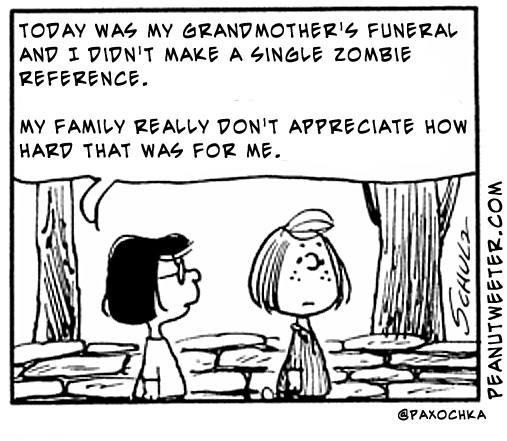 TODAY WAS MY GRANDMOTHER'S FUNERAL
AND I DIDN'T MAKE A SINGLE ZOMBIE
REFERENCE.
MY FAMILY REALLY DON'T APPRECIATE HOW
HARD THAT WAS FOR ME.
SCHULZ
PEANUTWEETER.COM
@PAXOCHKA